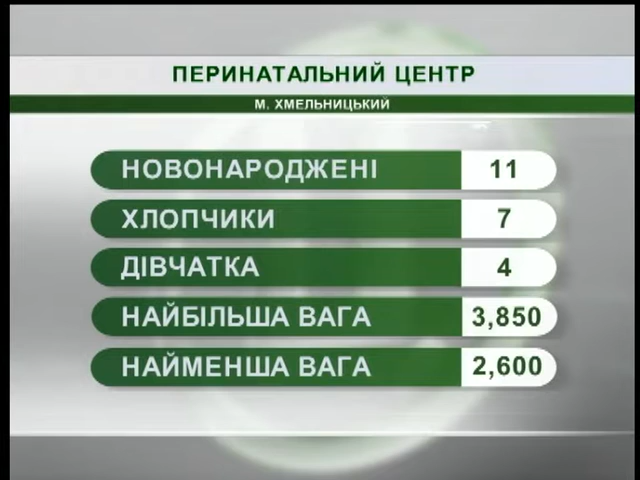 ПЕРИНАТАЛЬНИЙ ЦЕНТР
М. ХМЕЛЬНИЦЬКИЙ
НОВОНАРОДЖЕНІ 11
ХЛОПЧИКИ 7
ДІВЧАТКА 4
НАЙБІЛЬША ВАГА 3,850
НАЙМЕНША ВАГА 2,600